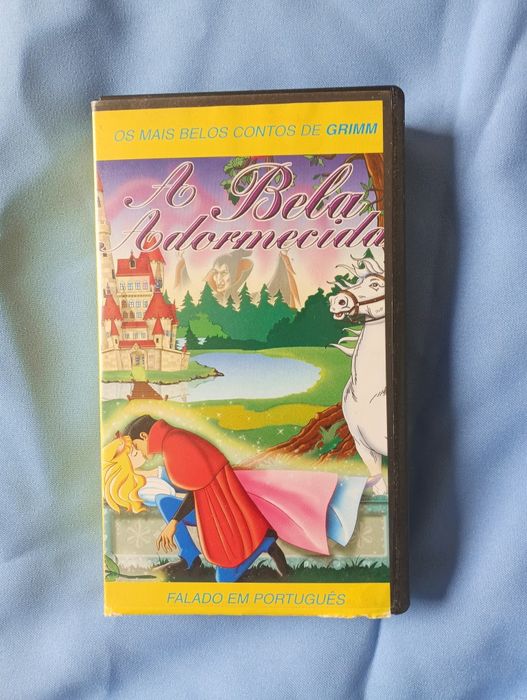 OS MAIS BELOS CONTOS DE GRIMM
A Bela
Adormecida
FALADO EM PORTUGUÊS